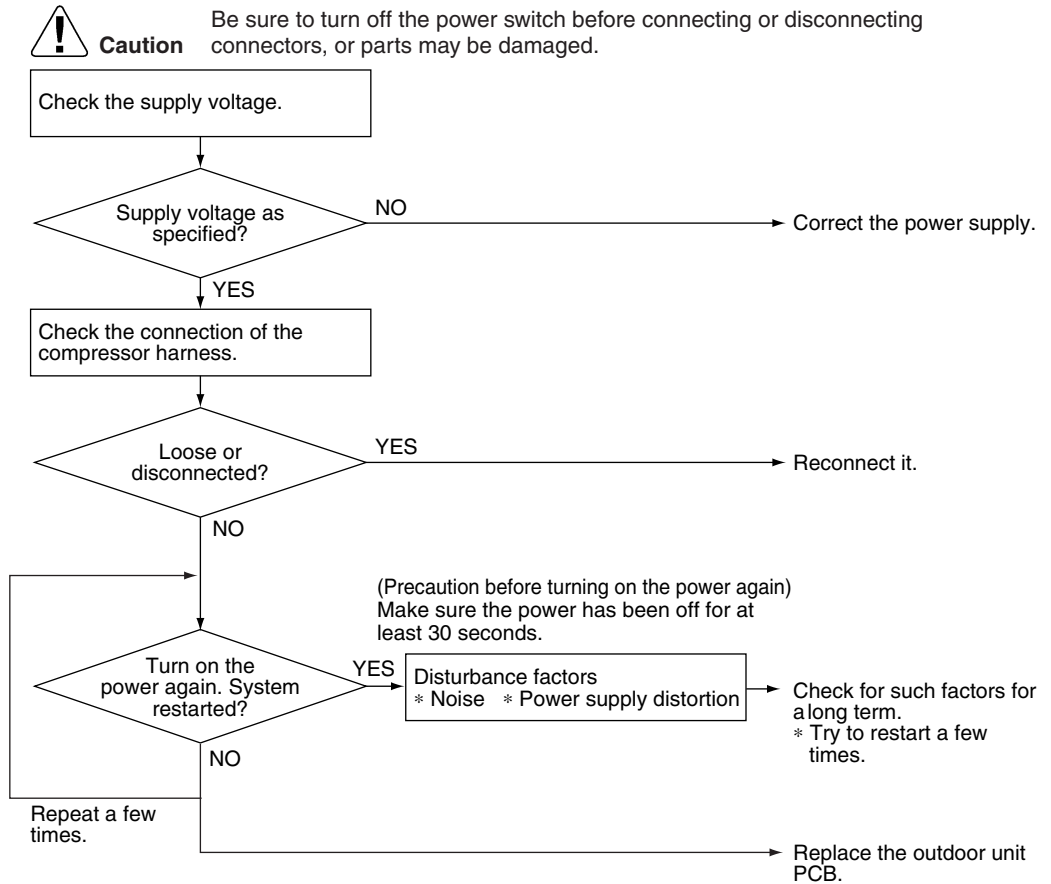 Be sure to turn off the power switch before connecting or disconnecting
Caution connectors, or parts may be damaged.
Check the supply voltage.
Supply voltage as
specified?
NO
Correct the power supply.
YES
Check the connection of the
compressor harness.
Loose or
disconnected?
YES
Reconnect it.
NO
(Precaution before turning on the power again)
Make sure the power has been off for at
least 30 seconds.
Turn on the
power again. System
restarted?
YES
Disturbance factors
* Noise * Power supply distortion
Check for such factors for
a long term.
* Try to restart a few
times.
NO
Repeat a few
times.
Replace the outdoor unit
PCB.